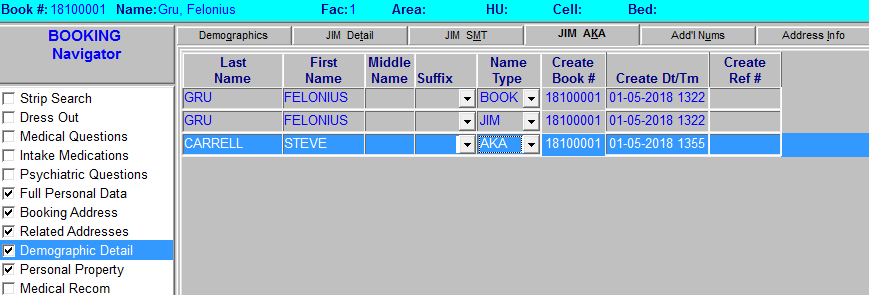 Book #: 18100001 Name: Gru, Felonius Fac: 1 Area: HU: Cell: Bed:
BOOKING
Navigator
Strip Search
Dress Out
Medical Questions
Intake Medications
Psychiatric Questions
Full Personal Data
Booking Address
Related Addresses
Demographic Detail
Personal Property
Medical Recom
Demographics JIM Detail JIM SMT JIM AKA Add'l Nums Address Info
Last Name First Name Middle Name Suffix Name Type Create Book # Create Dt/Tm Create Ref #
GRU FELONIUS BOOK 18100001 01-05-2018 1322
GRU FELONIUS JIM 18100001 01-05-2018 1322
CARRELL STEVE AKA 18100001 01-05-2018 1355